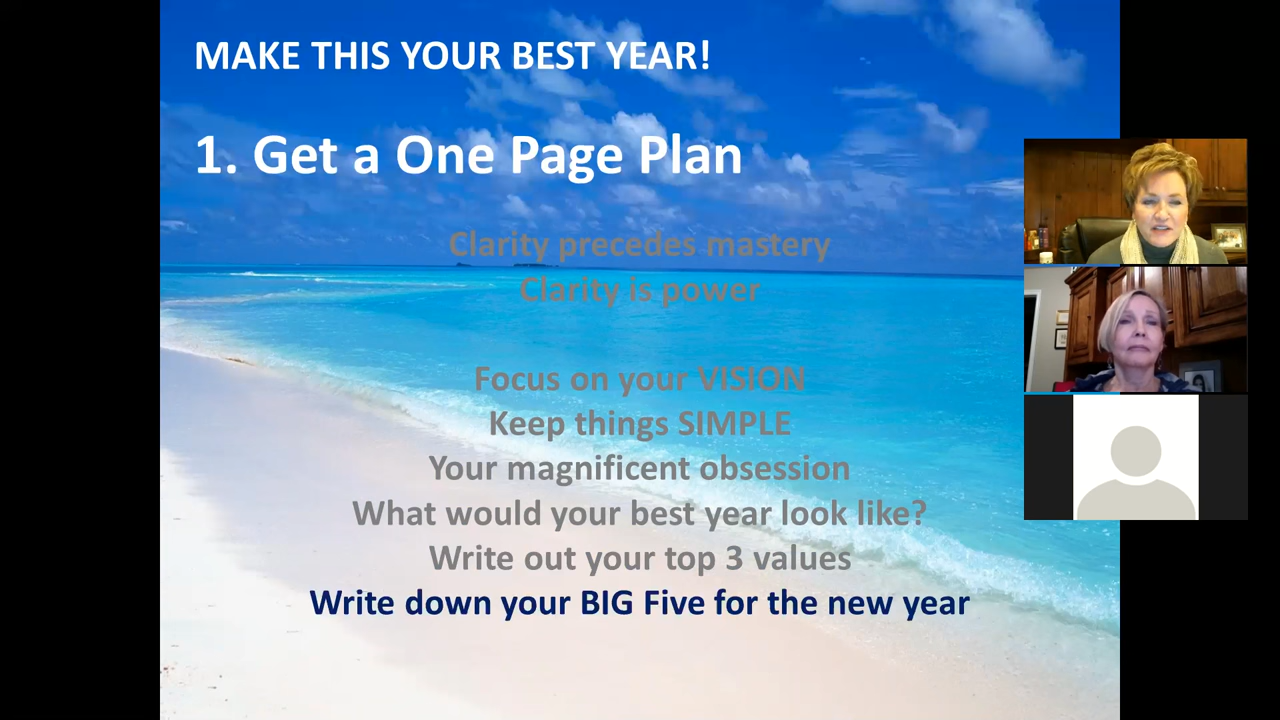 MAKE THIS YOUR BEST YEAR!
1. Get a One Page Plan
Clarity precedes mastery
Clarity is power
Focus on your VISION
Keep things SIMPLE
Your magnificent obsession
What would your best year look like?
Write out your top 3 values
Write down your BIG Five for the new year